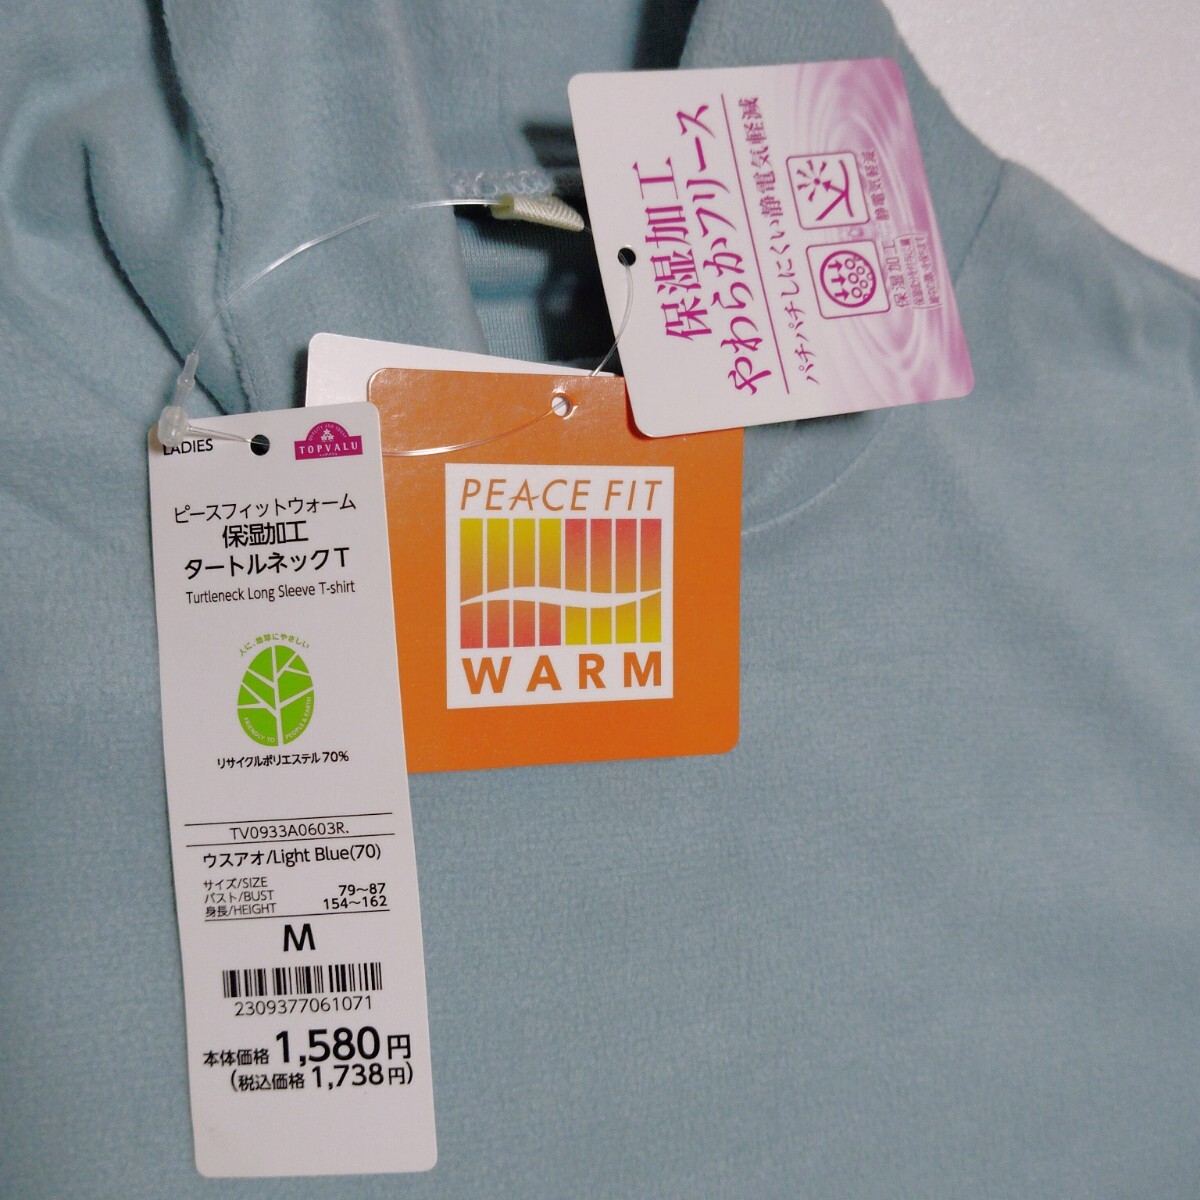 LADIES
TOPVALU
ピースフィットウォーム
保湿加工
タートルネックT
Turtleneck Long Sleeve T-shirt
人に、地球にやさしい
FRIENDLY TO PEOPLE & EARTH
リサイクルポリエステル70%
TV0933A0603R.
ウスアオ/Light Blue(70)
サイズ/SIZE
バスト/BUST 79〜87
身長/HEIGHT 154〜162
M
2309377061071
本体価格 1,580円
(税込価格 1,738円)
PEACE FIT
WARM
保湿加工
やわらかフリース
パチパチしにくい静電気軽減
静電気軽減
保湿加工